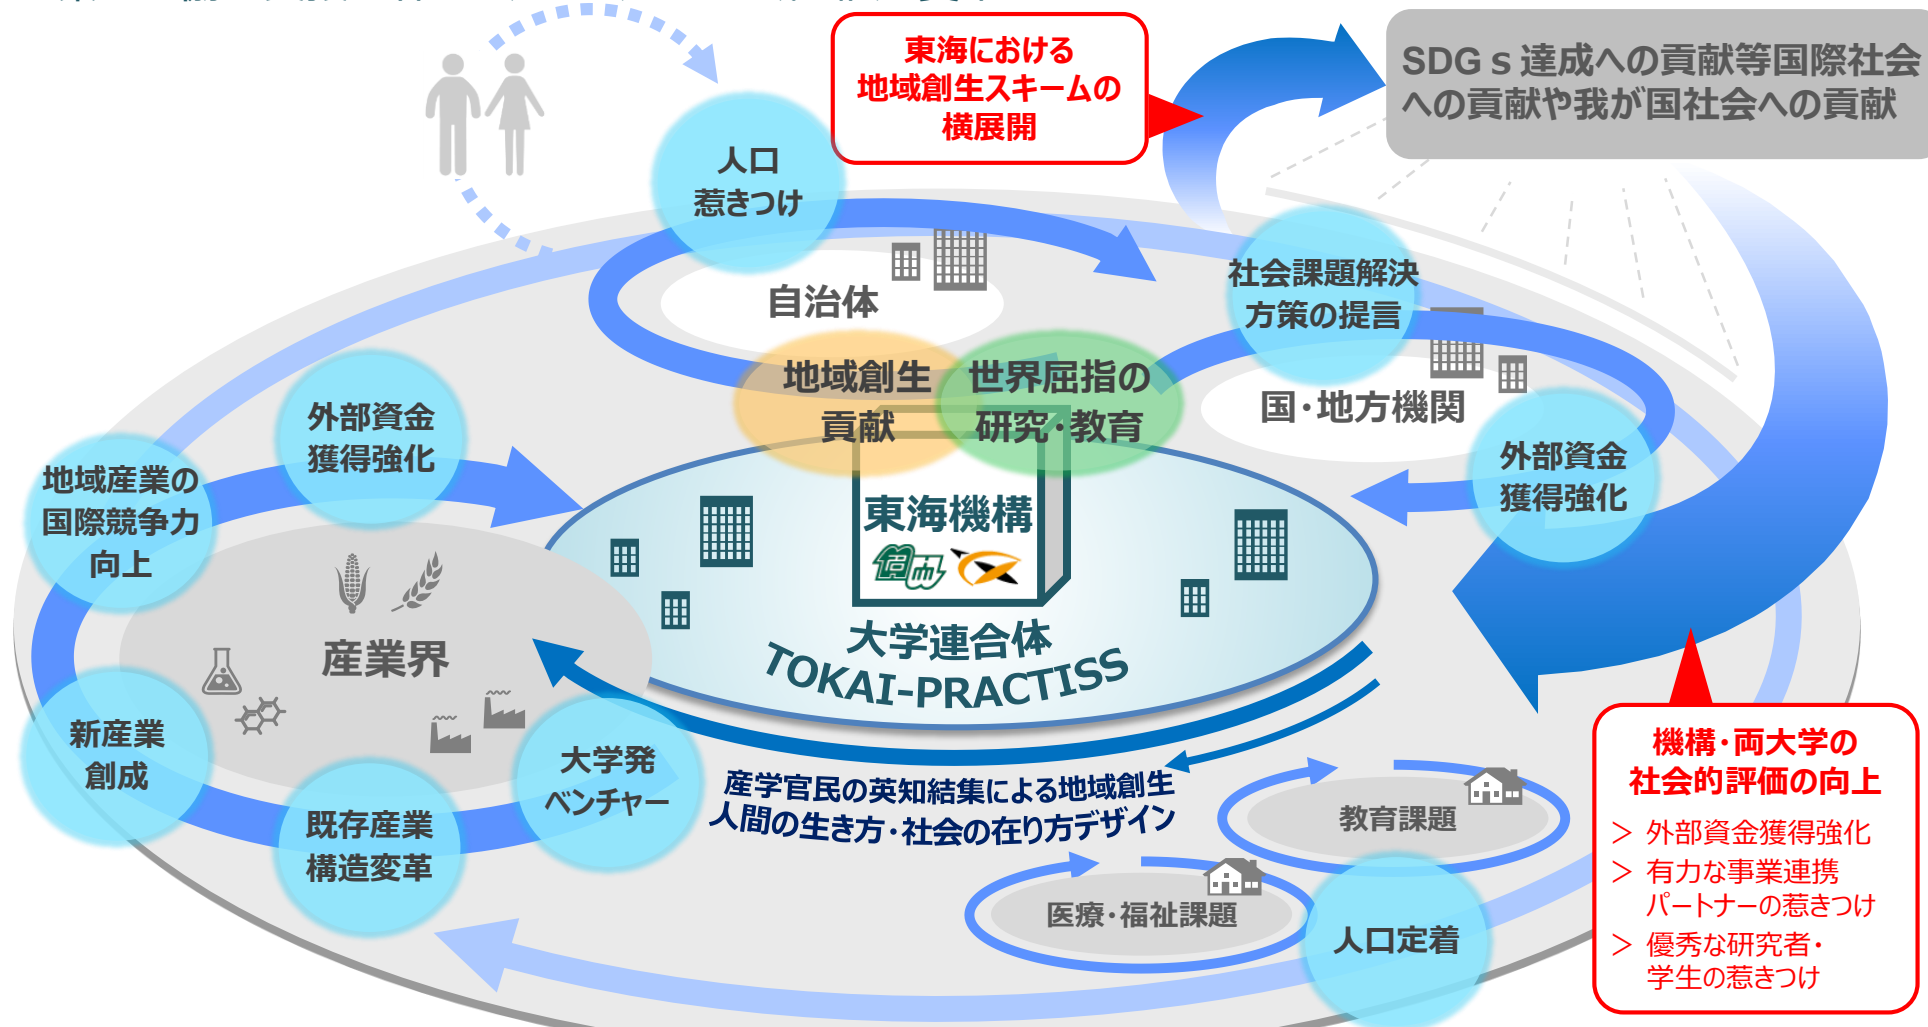 東海における
地域創生スキームの
横展開
SDGｓ達成への貢献等国際社会
への貢献や我が国社会への貢献
人口
惹きつけ
自治体
社会課題解決
方策の提言
国・地方機関
外部資金
獲得強化
地域創生
貢献
世界屈指の
研究・教育
外部資金
獲得強化
地域産業の
国際競争力
向上
東海機構
大学連合体
TOKAI-PRACTISS
産業界
新産業
創成
既存産業
構造変革
大学発
ベンチャー
産学官民の英知結集による地域創生
人間の生き方・社会の在り方デザイン
教育課題
医療・福祉課題
人口定着
機構・両大学の
社会的評価の向上
＞ 外部資金獲得強化
＞ 有力な事業連携
パートナーの惹きつけ
＞ 優秀な研究者・
学生の惹きつけ